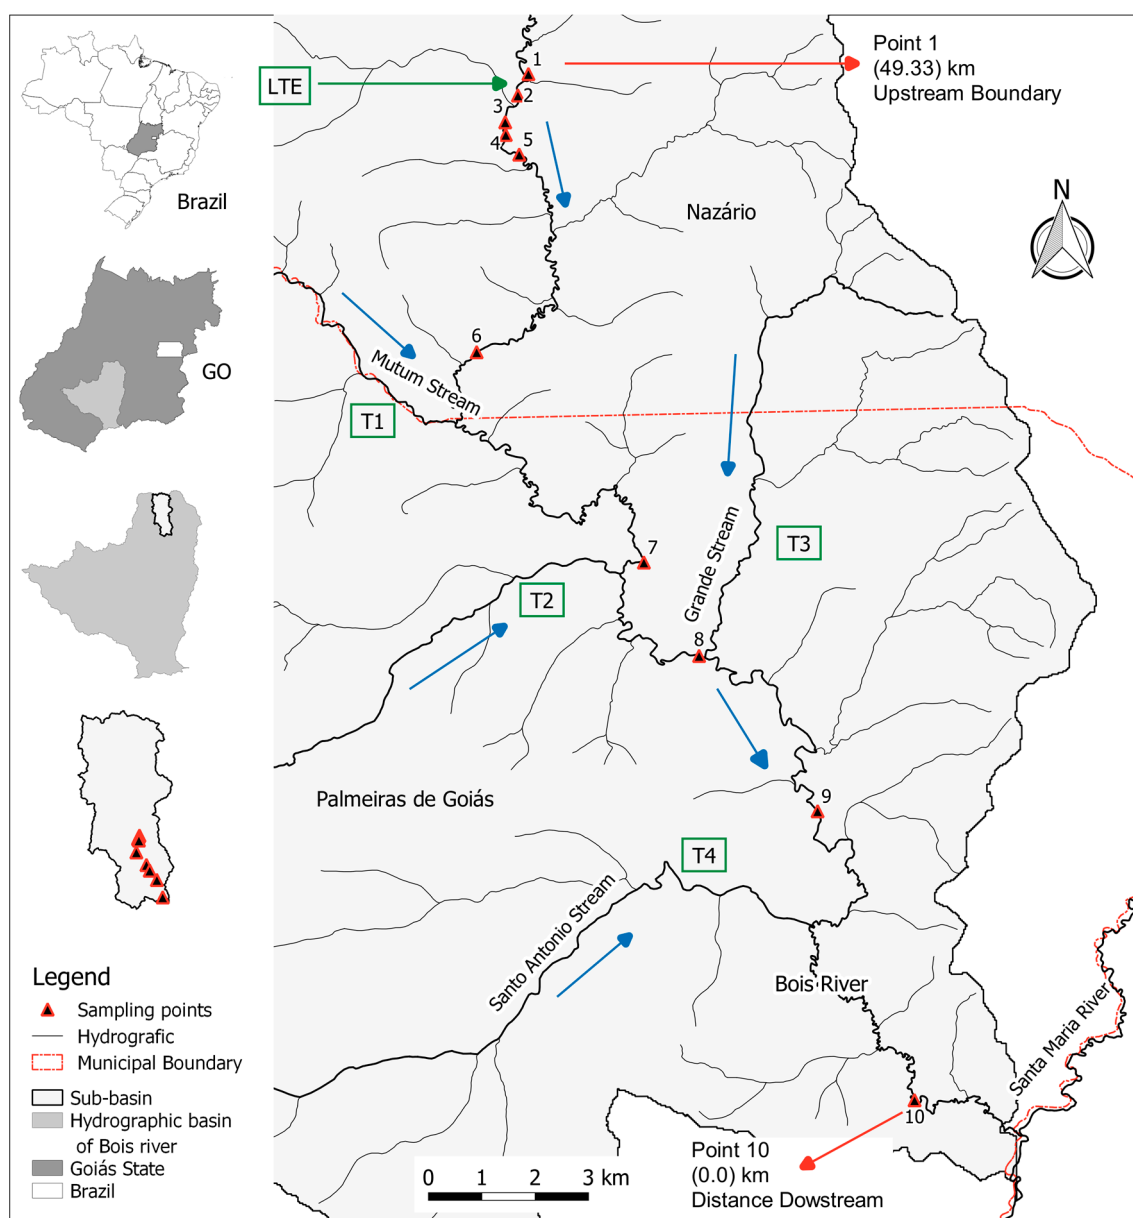 Brazil
GO
Legend
Sampling points
Hydrografic
Municipal Boundary
Sub-basin
Hydrographic basin
of Bois river
Goiás State
Brazil
LTE
1
2
3
4
5
Point 1
(49.33) km
Upstream Boundary
Nazário
N
6
Mutum Stream
T1
7
T2
Grande Stream
T3
8
Palmeiras de Goiás
9
T4
Santo Antonio Stream
Bois River
Santa Maria River
10
Point 10
(0.0) km
Distance Dowstream
0 1 2 3 km